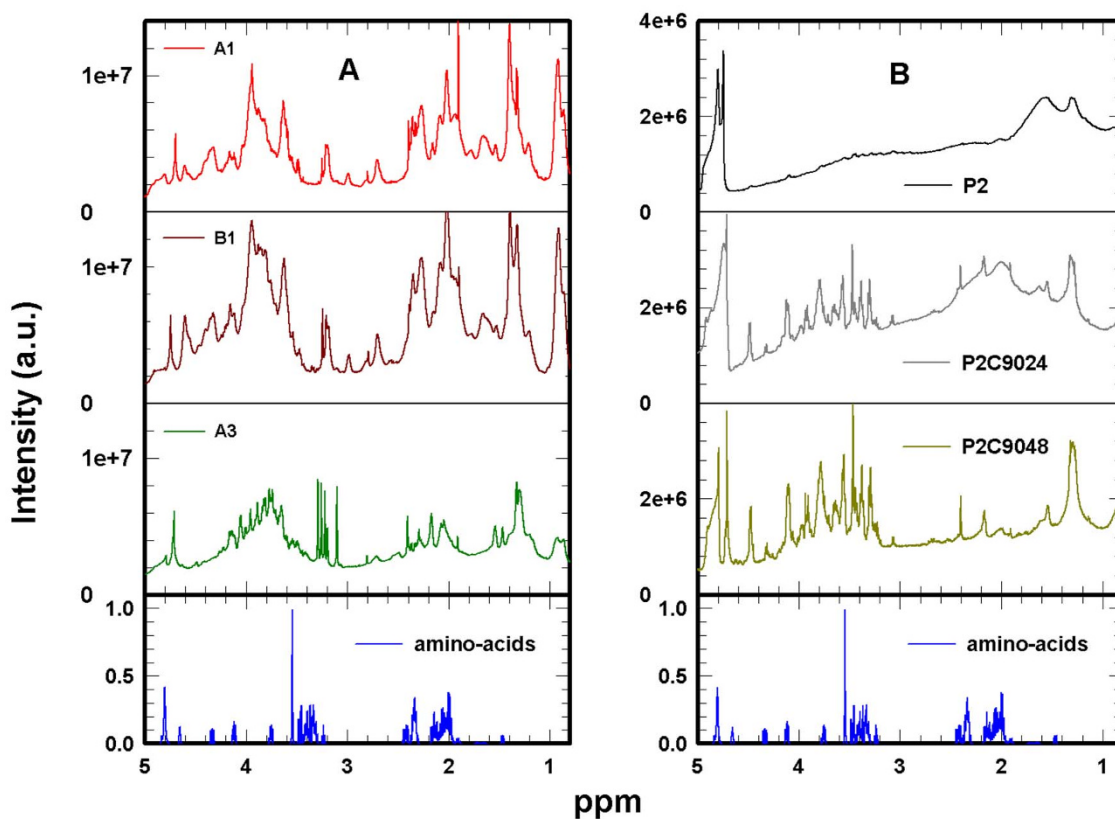 Intensity (a.u.)
A
A1
1e+7
0
B1
1e+7
0
A3
1e+7
0
amino-acids
1.0
0.5
0.0
5 4 3 2 1
B
4e+6
2e+6
P2
0
2e+6
P2C9024
0
P2C9048
2e+6
0
amino-acids
1.0
0.5
0.0
5 4 3 2 1
ppm